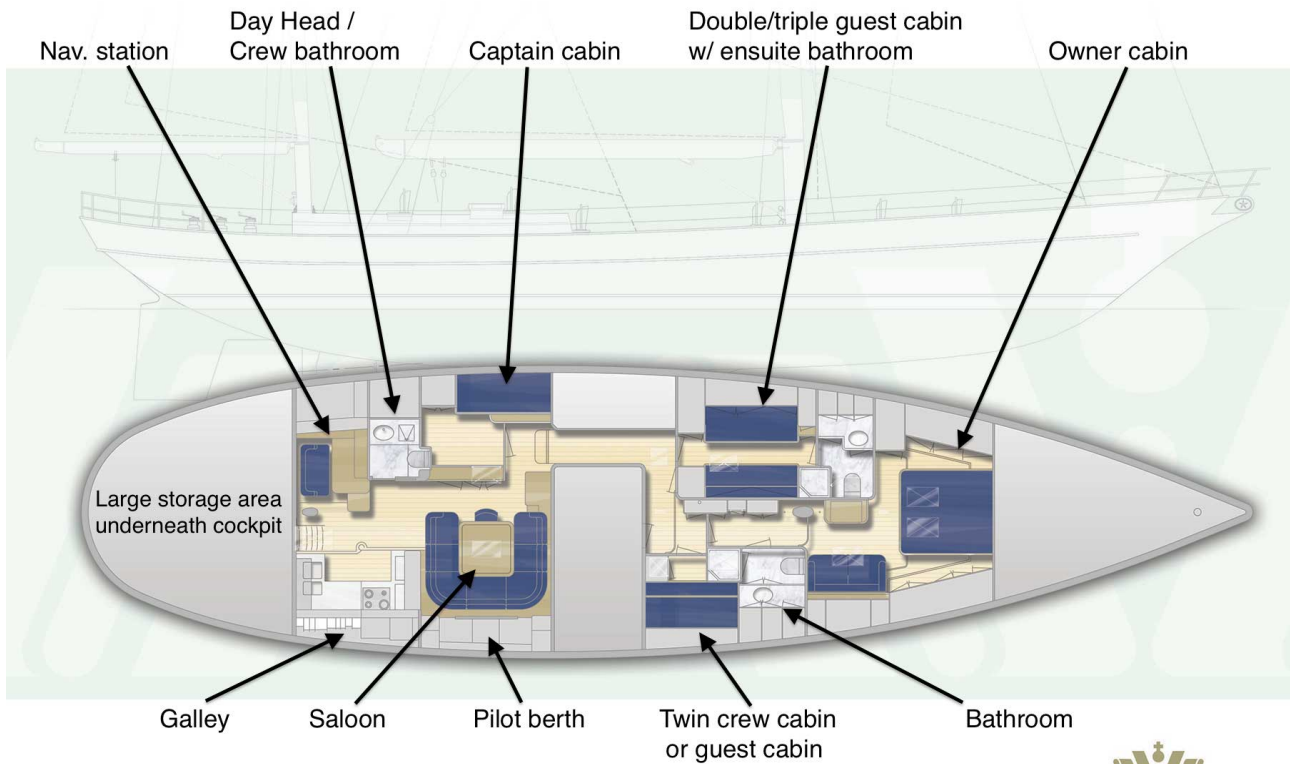 Nav. station
Day Head /
Crew bathroom
Captain cabin
Double/triple guest cabin
w/ ensuite bathroom
Owner cabin
Large storage area
underneath cockpit
Galley
Saloon
Pilot berth
Twin crew cabin
or guest cabin
Bathroom